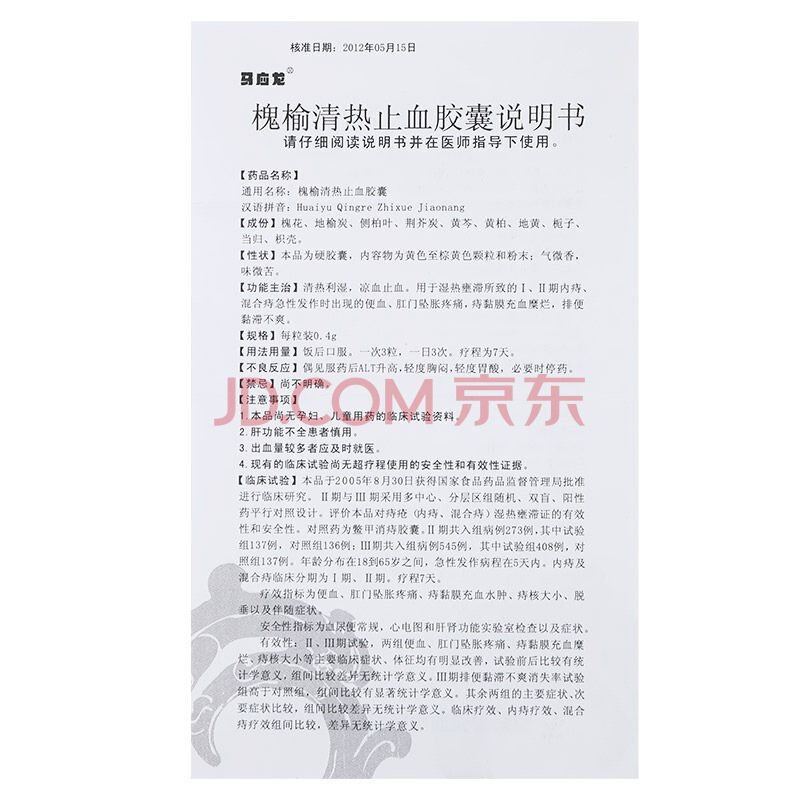 核准日期：2012年05月15日
马应龙®
槐榆清热止血胶囊说明书
请仔细阅读说明书并在医师指导下使用。
【药品名称】
通用名称：槐榆清热止血胶囊
汉语拼音：Huaiyu Qingre Zhixue Jiaonang
【成份】槐花、地榆炭、侧柏叶、荆芥炭、黄芩、黄柏、地黄、栀子、
当归、枳壳。
【性状】本品为硬胶囊，内容物为黄色至棕黄色颗粒和粉末；气微香，
味微苦。
【功能主治】清热利湿，凉血止血。用于湿热壅滞所致的Ⅰ、Ⅱ期内痔、
混合痔急性发作时出现的便血、肛门坠胀疼痛，痔黏膜充血糜烂，排便
黏滞不爽。
【规格】每粒装0.4g
【用法用量】饭后口服。一次3粒，一日3次。疗程为7天。
【不良反应】偶见服药后ALT升高，轻度胸闷，轻度胃酸，必要时停药。
【禁忌】尚不明确。
【注意事项】
JD.COM 京东
1.本品尚无孕妇、儿童用药的临床试验资料。
2.肝功能不全患者慎用。
3.出血量较多者应及时就医。
4.现有的临床试验尚无超疗程使用的安全性和有效性证据。
【临床试验】本品于2005年8月30日获得国家食品药品监督管理局批准
进行临床研究。Ⅱ期与Ⅲ期采用多中心、分层区组随机、双盲、阳性
药平行对照设计。评价本品对痔疮（内痔、混合痔）湿热壅滞证的有效
性和安全性。对照药为鳖甲消痔胶囊。Ⅱ期共入组病例273例，其中试验
组137例，对照组136例；Ⅲ期共入组病例545例，其中试验组408例，对
照组137例。年龄分布在18到65岁之间，急性发作病程在5天内。内痔及
混合痔临床分期为Ⅰ期、Ⅱ期。疗程7天。
疗效指标为便血、肛门坠胀疼痛，痔黏膜充血水肿、痔核大小、脱
垂以及伴随症状。
安全性指标为血尿便常规，心电图和肝肾功能实验室检查以及症状。
有效性：Ⅱ、Ⅲ期试验，两组便血、肛门坠胀疼痛、痔黏膜充血糜
烂、痔核大小等主要临床症状、体征均有明显改善，试验前后比较有统
计学意义，组间比较差异无统计学意义。Ⅲ期排便黏滞不爽消失率试验
组高于对照组，组间比较有显著统计学意义。其余两组的主要症状、次
要症状比较，组间比较差异无统计学意义。临床疗效、内痔疗效、混合
痔疗效组间比较，差异无统计学意义。